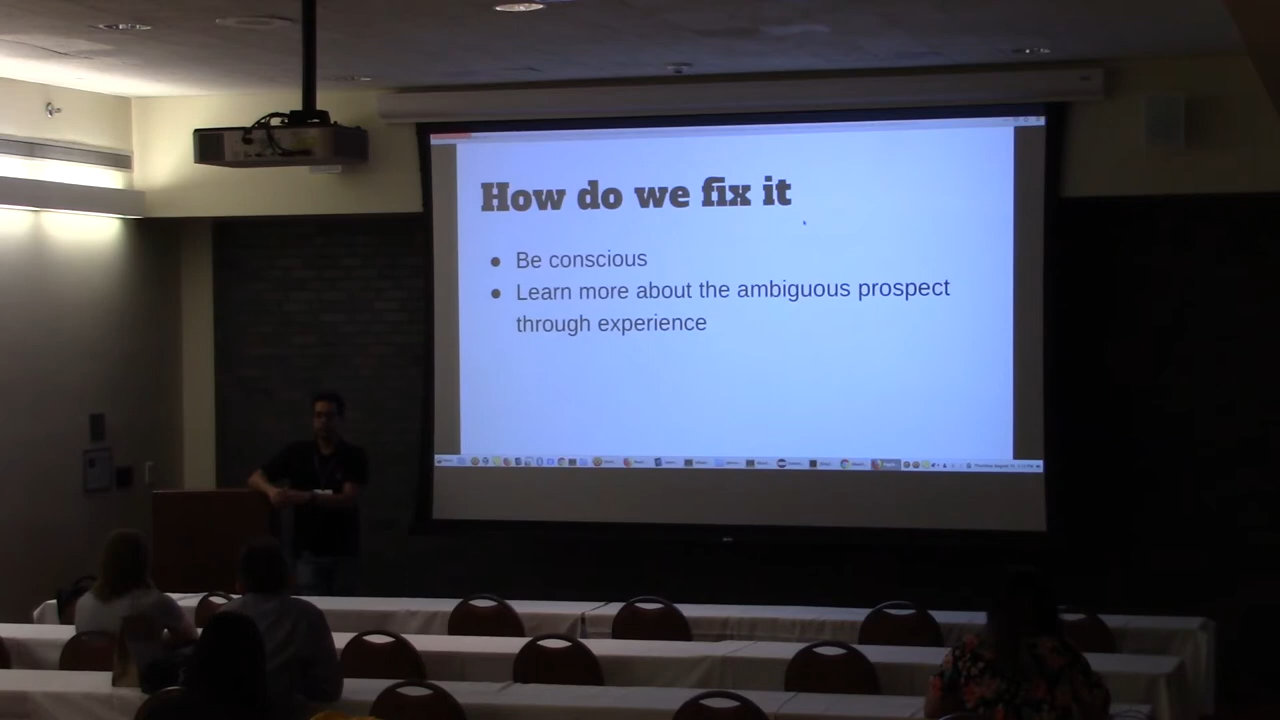 How do we fix it
Be conscious
Learn more about the ambiguous prospect
through experience